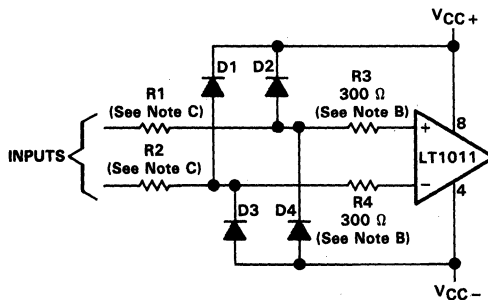 VCC+
D1
D2
R1
(See Note C)
R3
300 Ω
(See Note B)
8
+
INPUTS
R2
(See Note C)
LT1011
−
4
D3
D4
R4
300 Ω
(See Note B)
VCC−